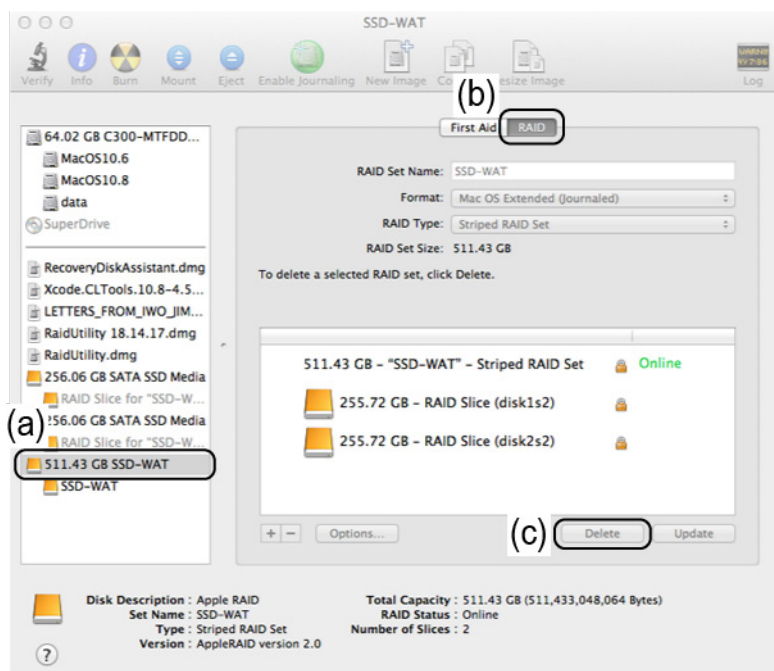 SSD-WAT
Verify Info Burn Mount Eject Enable Journaling New Image Co esize Image Log
WARNI
(b)
First Aid RAID
64.02 GB C300-MTFDD...
MacOS10.6
MacOS10.8
data
SuperDrive
RecoveryDiskAssistant.dmg
Xcode.CLTools.10.8-4.5...
LETTERS_FROM_IWO_JIM...
RaidUtility 18.14.17.dmg
RaidUtility.dmg
256.06 GB SATA SSD Media
RAID Slice for "SSD-W...
256.06 GB SATA SSD Media
(a)
RAID Slice for "SSD-W...
511.43 GB SSD-WAT
SSD-WAT
RAID Set Name: SSD-WAT
Format: Mac OS Extended (Journaled)
RAID Type: Striped RAID Set
RAID Set Size: 511.43 GB
To delete a selected RAID set, click Delete.
511.43 GB - "SSD-WAT" - Striped RAID Set Online
255.72 GB - RAID Slice (disk1s2)
255.72 GB - RAID Slice (disk2s2)
+ − Options... (c) Delete Update
Disk Description : Apple RAID
Set Name : SSD-WAT
Type : Striped RAID Set
Version : AppleRAID version 2.0
Total Capacity : 511.43 GB (511,433,048,064 Bytes)
RAID Status : Online
Number of Slices : 2
?